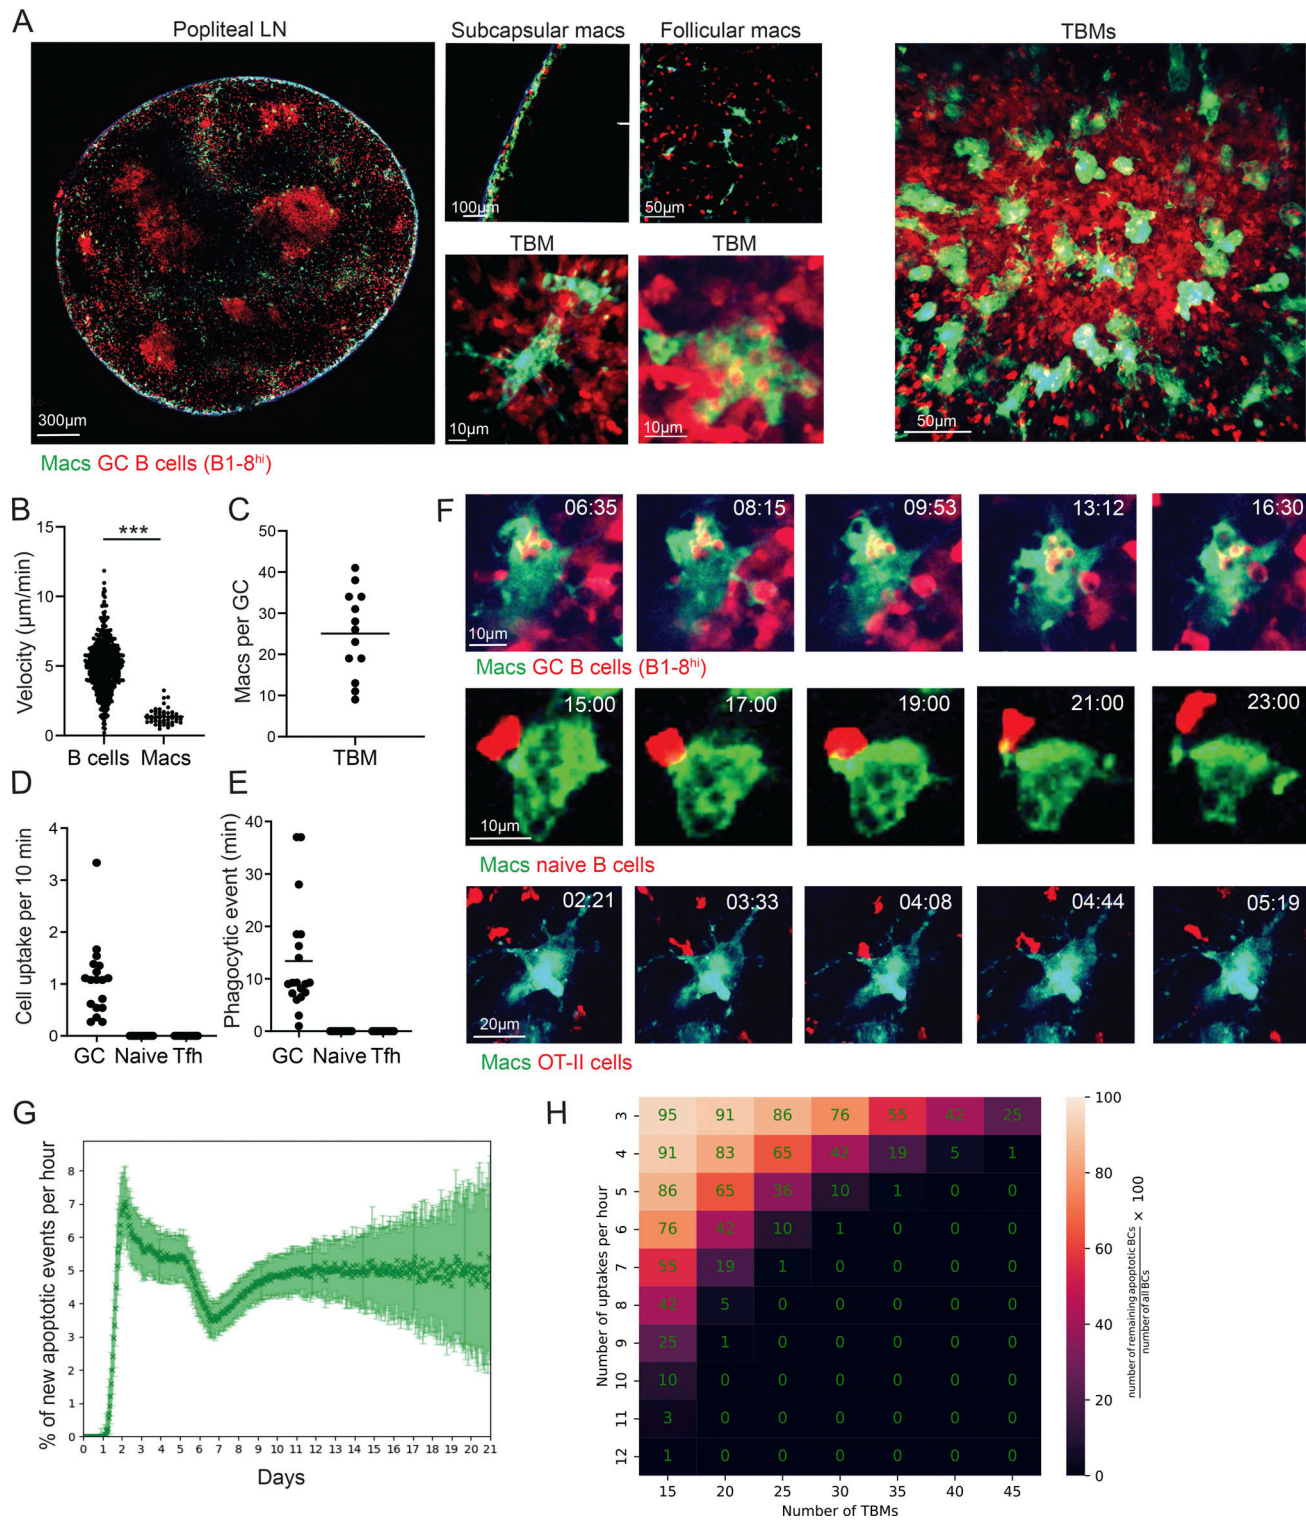 A
Popliteal LN
Subcapsular macs
Follicular macs
TBMs
100µm
50µm
TBM
TBM
300µm
10µm
10µm
50µm
Macs GC B cells (B1-8hi)
B
Velocity (µm/min)
15
10
5
0
***
B cells Macs
C
Macs per GC
50
40
30
20
10
0
TBM
D
Cell uptake per 10 min
4
3
2
1
0
GC Naive Tfh
E
Phagocytic event (min)
40
30
20
10
0
GC Naive Tfh
F
06:35 08:15 09:53 13:12 16:30
10µm
Macs GC B cells (B1-8hi)
15:00 17:00 19:00 21:00 23:00
10µm
Macs naive B cells
02:21 03:33 04:08 04:44 05:19
20µm
Macs OT-II cells
G
% of new apoptotic events per hour
8
7
6
5
4
3
2
1
0
0 1 2 3 4 5 6 7 8 9 10 11 12 13 14 15 16 17 18 19 20 21
Days
H
Number of uptakes per hour
3 95 91 86 76 55 42 25
4 91 83 65 42 19 5 1
5 86 65 36 10 1 0 0
6 76 42 10 1 0 0 0
7 55 19 1 0 0 0 0
8 42 5 0 0 0 0 0
9 25 1 0 0 0 0 0
10 10 0 0 0 0 0 0
11 3 0 0 0 0 0 0
12 1 0 0 0 0 0 0
15 20 25 30 35 40 45
Number of TBMs
100
80
60
40
20
0
number of remaining apoptotic BCs
number of all BCs
× 100